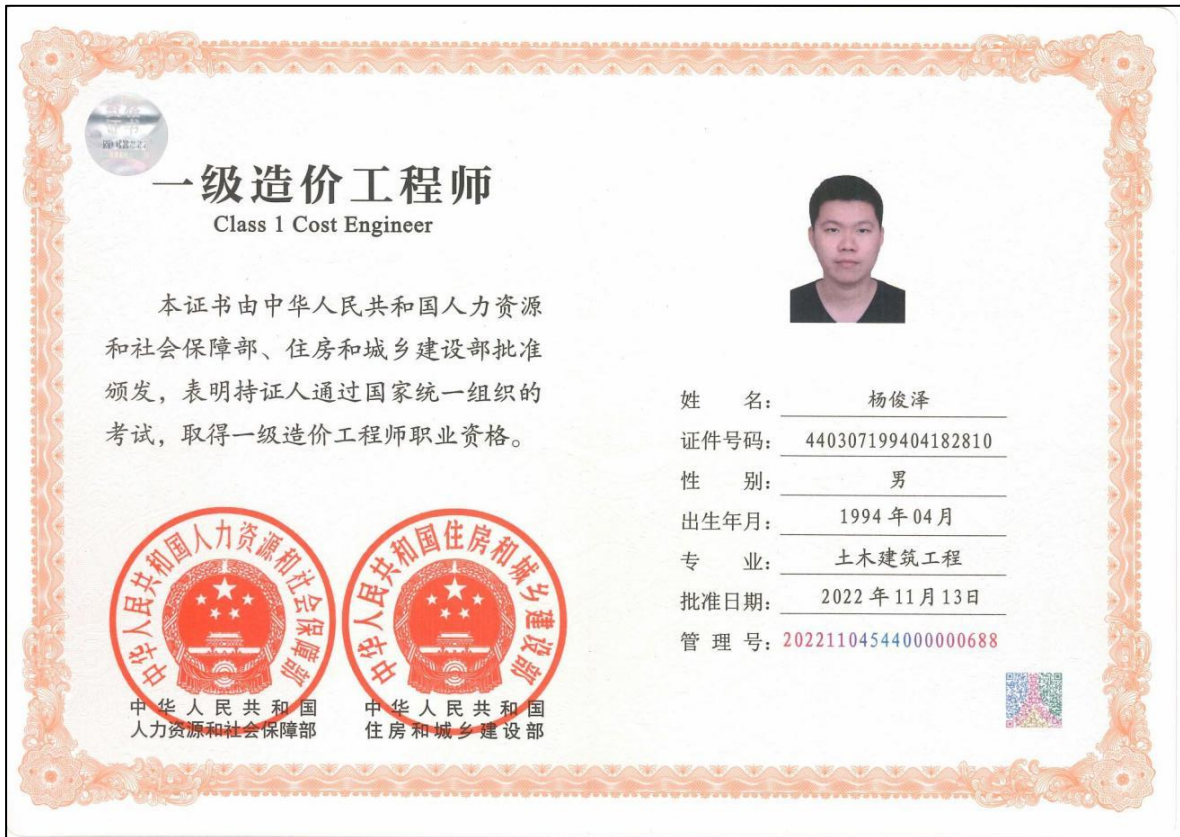 一级造价工程师
Class 1 Cost Engineer
本证书由中华人民共和国人力资源
和社会保障部、住房和城乡建设部批准
颁发，表明持证人通过国家统一组织的
考试，取得一级造价工程师职业资格。
中华人民共和国人力资源和社会保障部
中华人民共和国住房和城乡建设部
中华人民共和国
人力资源和社会保障部
中华人民共和国
住房和城乡建设部
姓 名： 杨俊泽
证件号码： 440307199404182810
性 别： 男
出生年月： 1994年04月
专 业： 土木建筑工程
批准日期： 2022年11月13日
管 理 号： 20221104544000000688